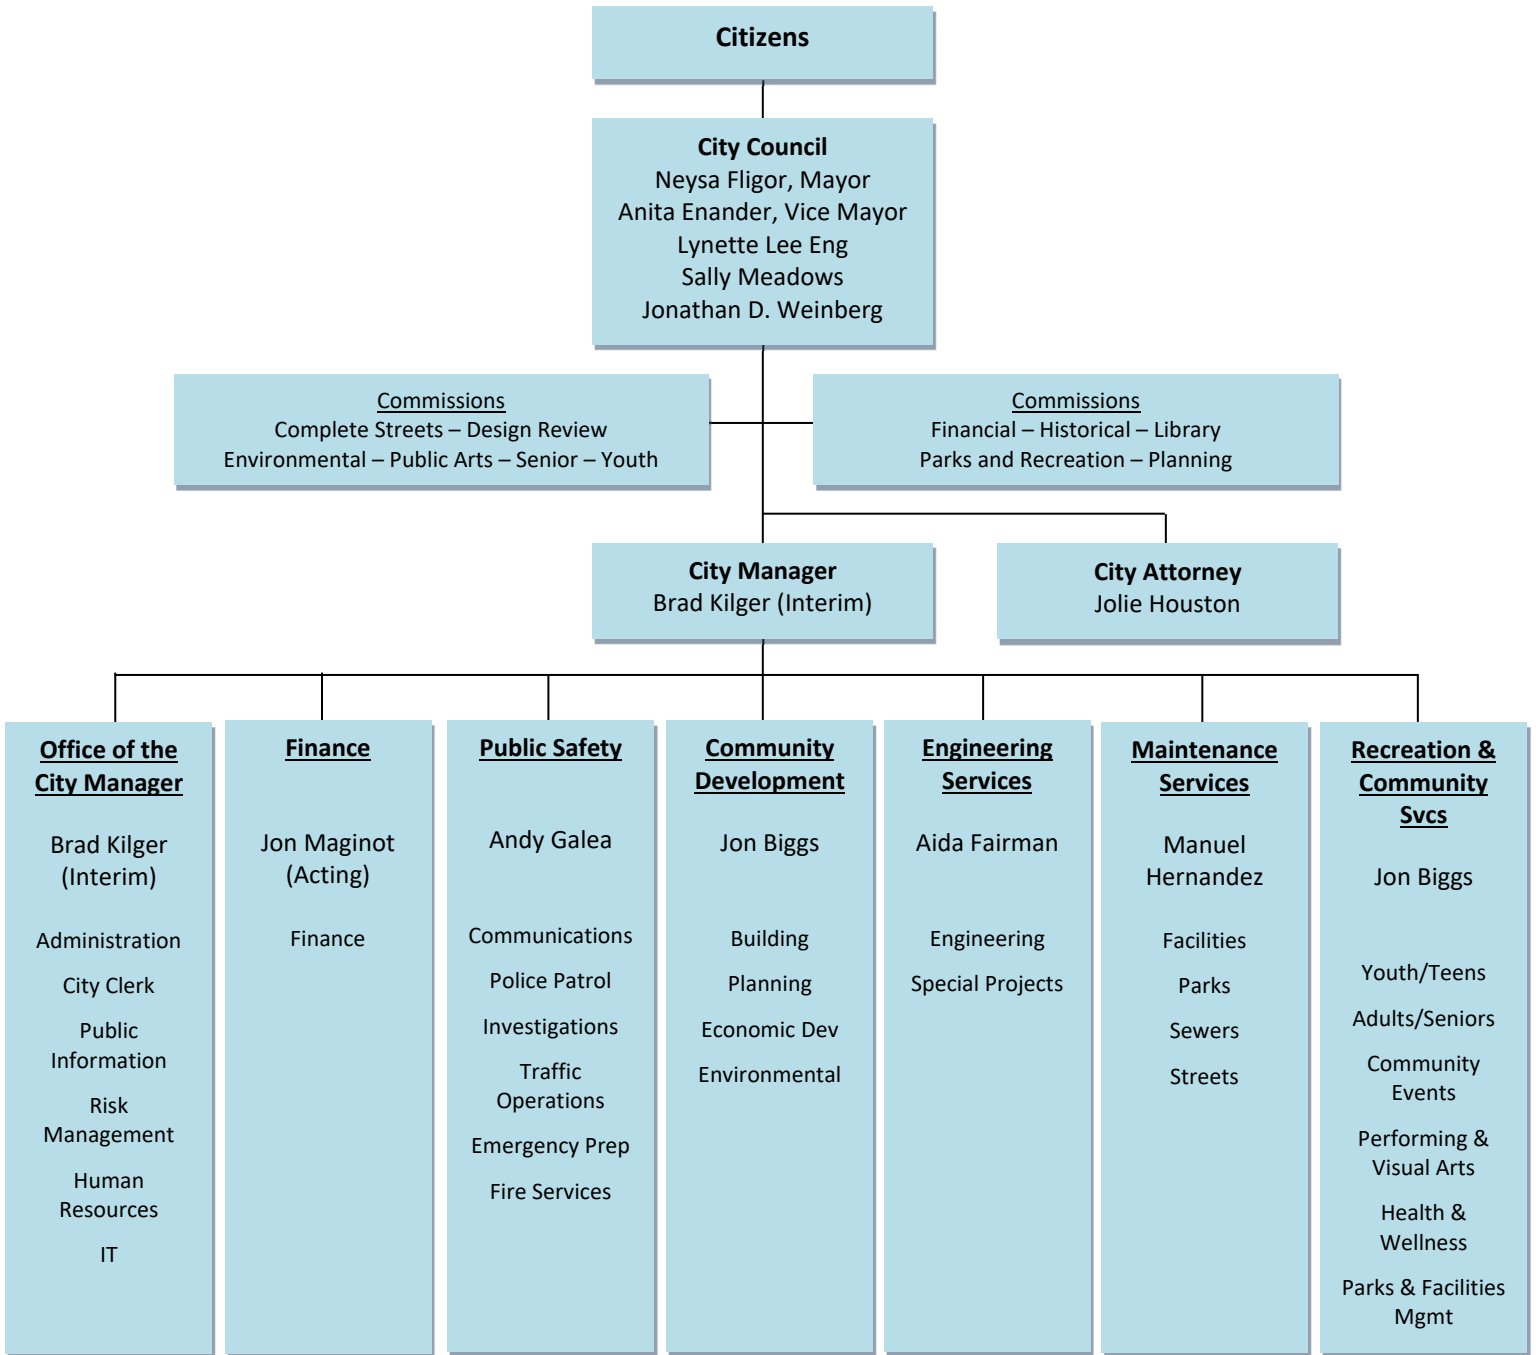 Citizens
City Council
Neysa Fligor, Mayor
Anita Enander, Vice Mayor
Lynette Lee Eng
Sally Meadows
Jonathan D. Weinberg
Commissions
Complete Streets – Design Review
Environmental – Public Arts – Senior – Youth
Commissions
Financial – Historical – Library
Parks and Recreation – Planning
City Manager
Brad Kilger (Interim)
City Attorney
Jolie Houston
Office of the
City Manager
Brad Kilger
(Interim)
Administration
City Clerk
Public
Information
Risk
Management
Human
Resources
IT
Finance
Jon Maginot
(Acting)
Finance
Public Safety
Andy Galea
Communications
Police Patrol
Investigations
Traffic
Operations
Emergency Prep
Fire Services
Community
Development
Jon Biggs
Building
Planning
Economic Dev
Environmental
Engineering
Services
Aida Fairman
Engineering
Special Projects
Maintenance
Services
Manuel
Hernandez
Facilities
Parks
Sewers
Streets
Recreation &
Community
Svcs
Jon Biggs
Youth/Teens
Adults/Seniors
Community
Events
Performing &
Visual Arts
Health &
Wellness
Parks & Facilities
Mgmt